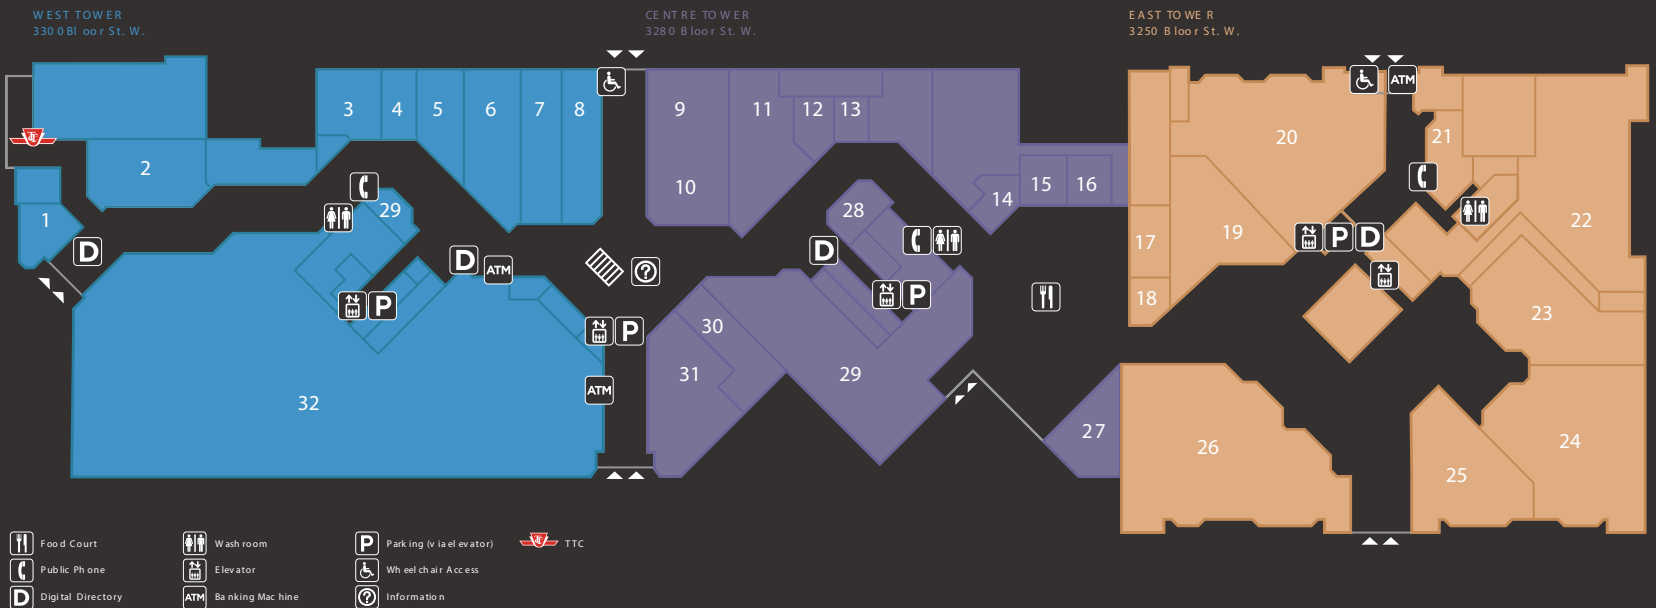 WEST TOWER
3300 Bloor St. W.
CENTRE TOWER
3280 Bloor St. W.
EAST TOWER
3250 Bloor St. W.
1
2
3
4
5
6
7
8
9
10
11
12
13
14
15
16
17
18
19
20
21
22
23
24
25
26
27
28
29
30
31
32
29
D
D
D
D
P
P
P
P
ATM
ATM
ATM
?
Food Court
Public Phone
D Digital Directory
Washroom
Elevator
ATM Banking Machine
P Parking (via elevator)
Wheelchair Access
? Information
TTC